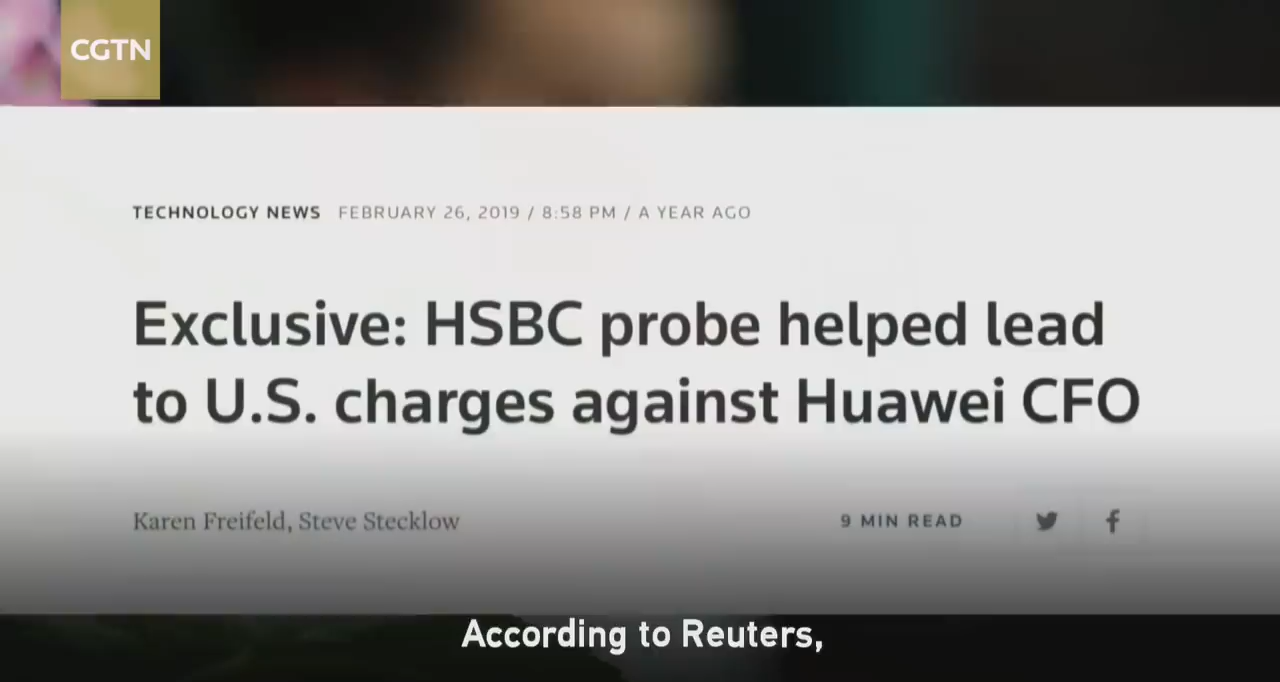 CGTN
TECHNOLOGY NEWS FEBRUARY 26, 2019 / 8:58 PM / A YEAR AGO
Exclusive: HSBC probe helped lead
to U.S. charges against Huawei CFO
Karen Freifeld, Steve Stecklow 9 MIN READ
According to Reuters,